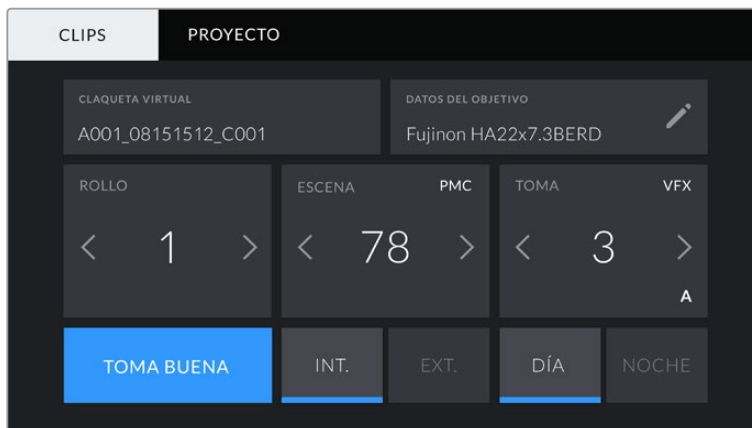 CLIPS PROYECTO
CLAQUETA VIRTUAL
A001_08151512_C001
DATOS DEL OBJETIVO
Fujinon HA22x7.3BERD
ROLLO
1
ESCENA PMC
78
TOMA VFX
3
A
TOMA BUENA INT. EXT. DÍA NOCHE